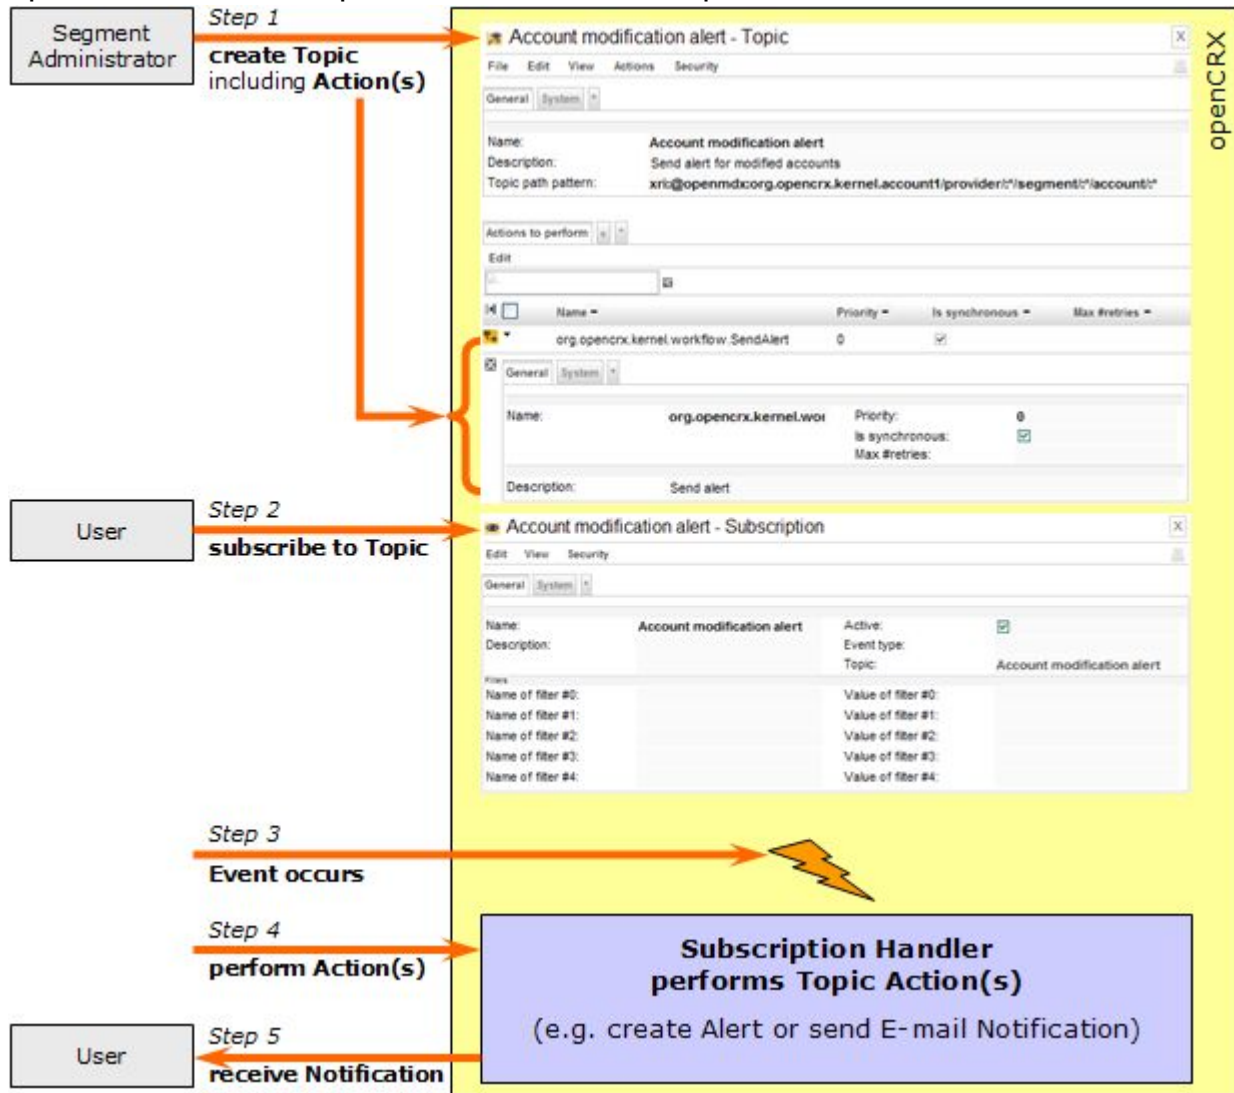 Segment
Administrator
Step 1
create Topic
including Action(s)
openCRX
Account modification alert - Topic
X
File Edit View Actions Security
General System *
Name: Account modification alert
Description: Send alert for modified accounts
Topic path pattern: xri:@openmdx:org.opencrx.kernel.account1/provider/:*/segment/:*/account/:*
Actions to perform » *
Edit
Name Priority Is synchronous Max #retries
org.opencrx.kernel.workflow.SendAlert 0
General System *
Name: org.opencrx.kernel.wor Priority: 0
Is synchronous:
Max #retries:
Description: Send alert
User
Step 2
subscribe to Topic
Account modification alert - Subscription
X
Edit View Security
General System *
Name: Account modification alert Active:
Description: Event type:
Topic: Account modification alert
Filters
Name of filter #0: Value of filter #0:
Name of filter #1: Value of filter #1:
Name of filter #2: Value of filter #2:
Name of filter #3: Value of filter #3:
Name of filter #4: Value of filter #4:
Step 3
Event occurs
Step 4
perform Action(s)
Subscription Handler
performs Topic Action(s)
(e.g. create Alert or send E-mail Notification)
User
Step 5
receive Notification